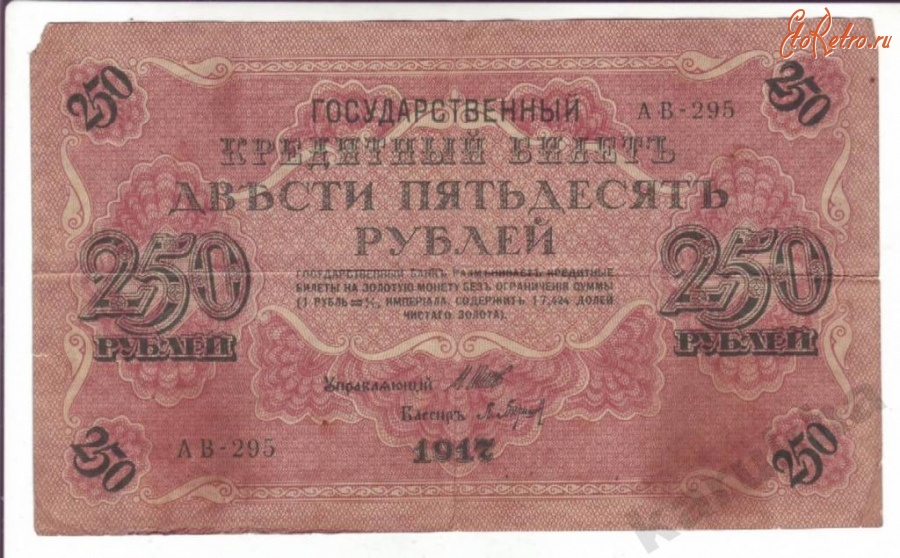 EtoRetro.ru
250
250
ГОСУДАРСТВЕННЫЙ
АВ-295
КРЕДИТНЫЙ БИЛЕТЪ
ДВѢСТИ ПЯТЬДЕСЯТЪ
РУБЛЕЙ
250
РУБЛЕЙ
250
РУБЛЕЙ
ГОСУДАРСТВЕННЫЙ БАНКЪ РАЗМѢНИВАЕТЪ КРЕДИТНЫЕ
БИЛЕТЫ НА ЗОЛОТУЮ МОНЕТУ БЕЗЪ ОГРАНИЧЕНІЯ СУММЫ
(1 РУБЛЬ = 1/15 ИМПЕРІАЛА, СОДЕРЖИТЪ 17,424 ДОЛЕЙ
ЧИСТАГО ЗОЛОТА).
Управляющій
Кассиръ
АВ-295
1917
250
250